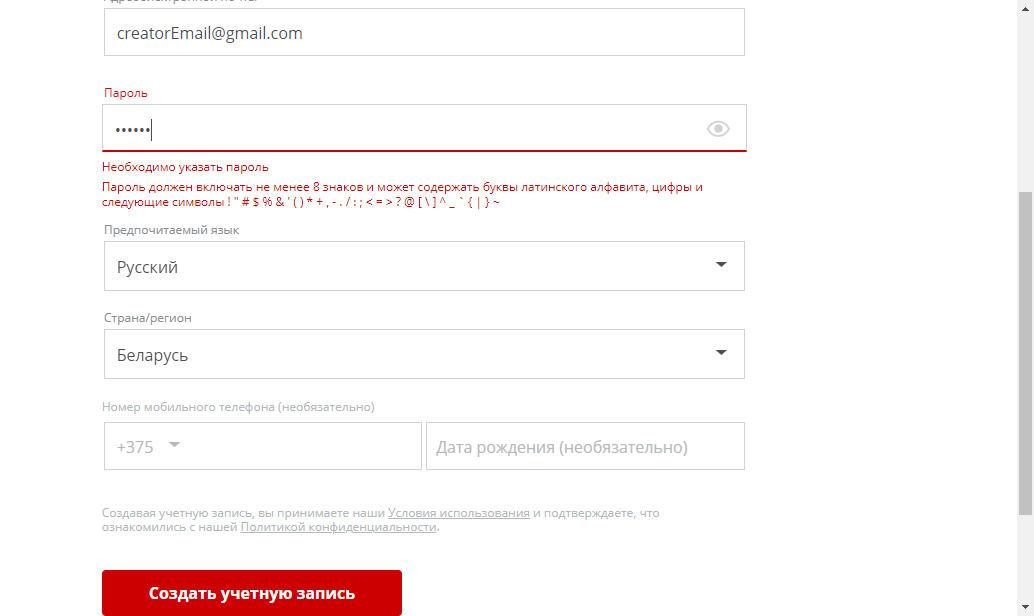 creatorEmail@gmail.com
Пароль
••••••
Необходимо указать пароль
Пароль должен включать не менее 8 знаков и может содержать буквы латинского алфавита, цифры и
следующие символы ! " # $ % & ' ( ) * + , - . / : ; < = > ? @ [ \ ] ^ _ ` { | } ~
Предпочитаемый язык
Русский
Страна/регион
Беларусь
Номер мобильного телефона (необязательно)
+375
Дата рождения (необязательно)
Создавая учетную запись, вы принимаете наши Условия использования и подтверждаете, что
ознакомились с нашей Политикой конфиденциальности.
Создать учетную запись